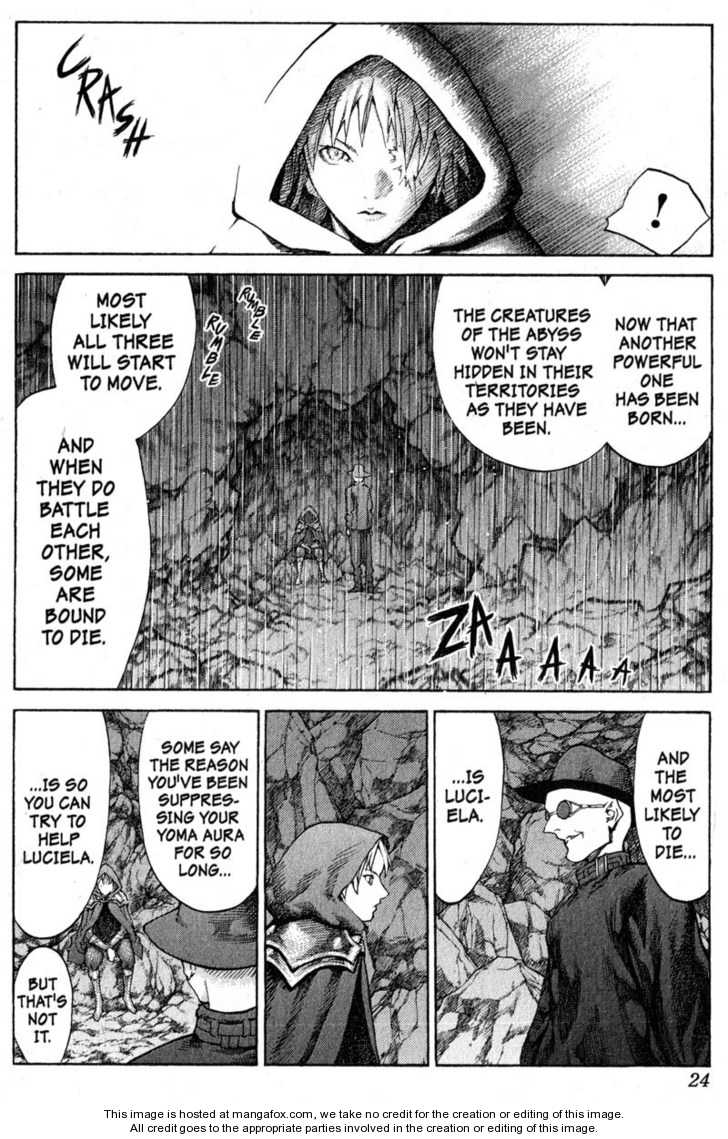 CRASH
!
NOW THAT
ANOTHER
POWERFUL
ONE
HAS BEEN
BORN...
THE CREATURES
OF THE ABYSS
WON'T STAY
HIDDEN IN THEIR
TERRITORIES
AS THEY HAVE
BEEN.
RUMBLE
RUMBLE
MOST
LIKELY
ALL THREE
WILL START
TO MOVE.
AND
WHEN
THEY DO
BATTLE
EACH
OTHER,
SOME
ARE
BOUND
TO DIE.
ZAAAAA
AND
THE
MOST
LIKELY
TO
DIE...
...IS
LUCI-
ELA.
SOME SAY
THE REASON
YOU'VE BEEN
SUPPRES-
SING YOUR
YOMA AURA
FOR SO
LONG...
...IS SO
YOU CAN
TRY TO
HELP
LUCIELA.
BUT
THAT'S
NOT
IT.
24
This image is hosted at mangafox.com, we take no credit for the creation or editing of this image.
All credit goes to the appropriate parties involved in the creation or editing of this image.